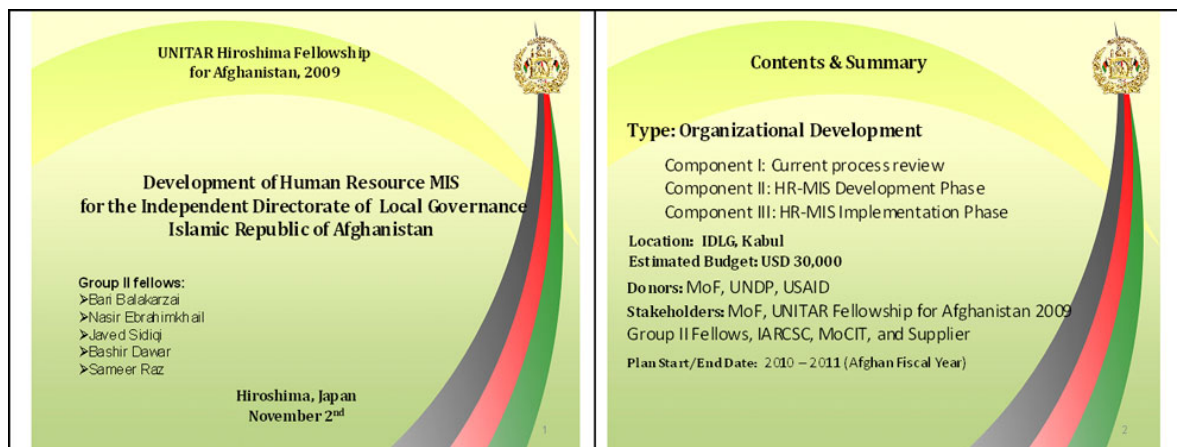 UNITAR Hiroshima Fellowship
for Afghanistan, 2009
Development of Human Resource MIS
for the Independent Directorate of Local Governance
Islamic Republic of Afghanistan
Group II fellows:
➢Bari Balakarzai
➢Nasir Ebrahimkhail
➢Javed Sidiqi
➢Bashir Dawar
➢Sameer Raz
Hiroshima, Japan
November 2nd
1
Contents & Summary
Type: Organizational Development
Component I: Current process review
Component II: HR-MIS Development Phase
Component III: HR-MIS Implementation Phase
Location: IDLG, Kabul
Estimated Budget: USD 30,000
Donors: MoF, UNDP, USAID
Stakeholders: MoF, UNITAR Fellowship for Afghanistan 2009
Group II Fellows, IARCSC, MoCIT, and Supplier
Plan Start/End Date: 2010 – 2011 (Afghan Fiscal Year)
2